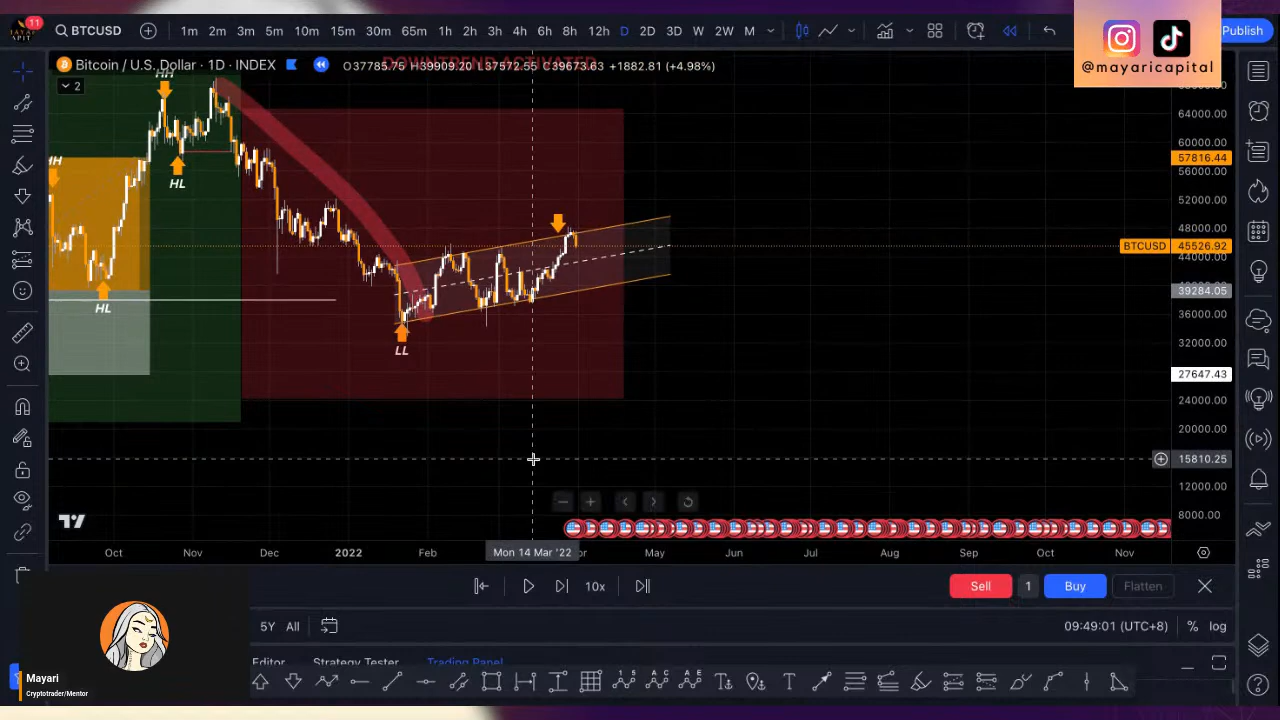 11
BTCUSD
1m 2m 3m 5m 10m 15m 30m 65m 1h 2h 3h 4h 6h 8h 12h D 2D 3D W 2W M
Publish
@mayaricapital
Bitcoin / U.S. Dollar · 1D · INDEX
O37785.75 H39909.20 L37572.55 C39673.63 +1882.81 (+4.98%)
DOWNTREND ACTIVATED
2
HH
HL
HH
HL
LL
64000.00
60000.00
57816.44
56000.00
52000.00
48000.00
BTCUSD 45526.92
44000.00
39284.05
36000.00
32000.00
27647.43
24000.00
20000.00
15810.25
12000.00
8000.00
Oct Nov Dec 2022 Feb Mon 14 Mar '22 May Jun Jul Aug Sep Oct Nov
10x
Sell 1 Buy Flatten
5Y All
09:49:01 (UTC+8) % log
Editor Strategy Tester Trading Panel
Mayari
Cryptotrader/Mentor